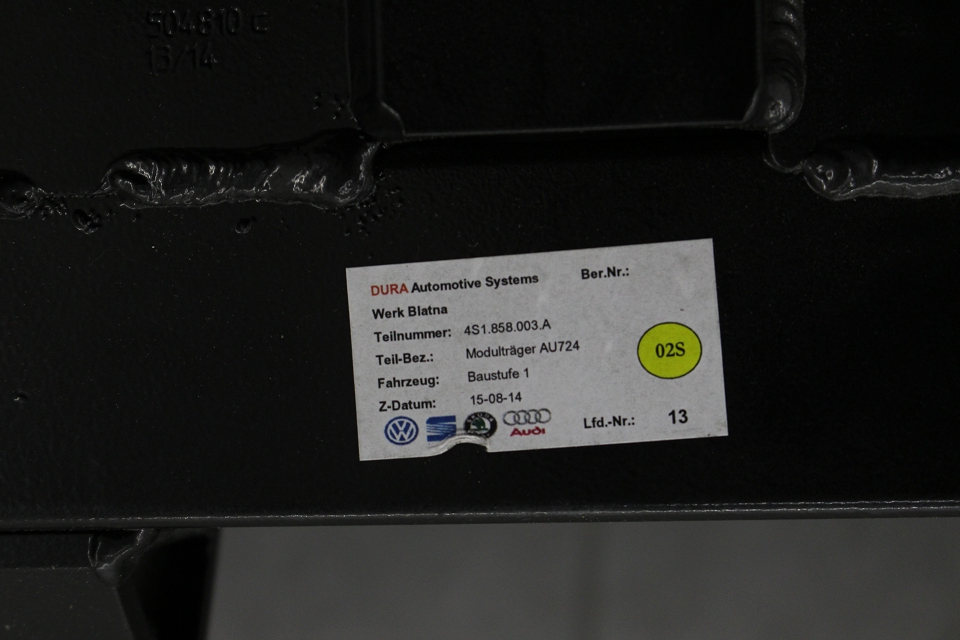 504810 c
13/14
DURA Automotive Systems Ber.Nr.:
Werk Blatna
Teilnummer: 4S1.858.003.A
Teil-Bez.: Modulträger AU724
02S
Fahrzeug: Baustufe 1
Z-Datum: 15-08-14
Audi
Lfd.-Nr.: 13